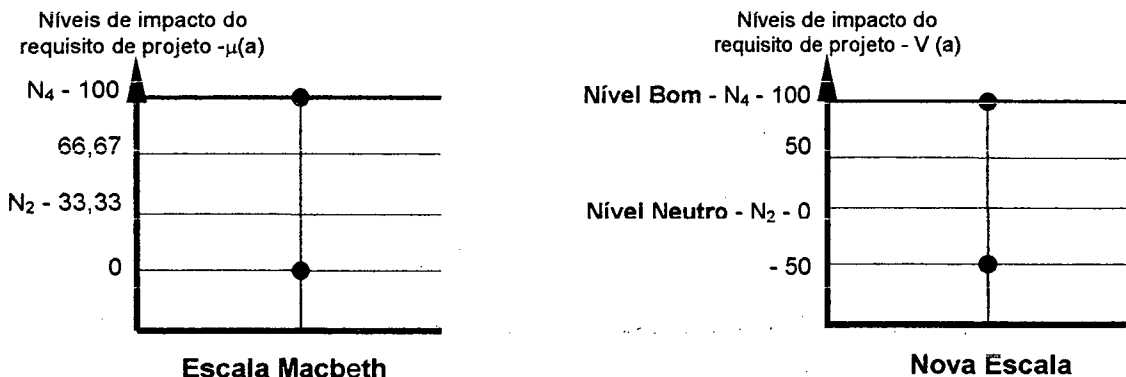 Níveis de impacto do
requisito de projeto -μ(a)
N₄ - 100
66,67
N₂ - 33,33
0
Escala Macbeth
Níveis de impacto do
requisito de projeto - V (a)
Nível Bom - N₄ - 100
50
Nível Neutro - N₂ - 0
- 50
Nova Escala